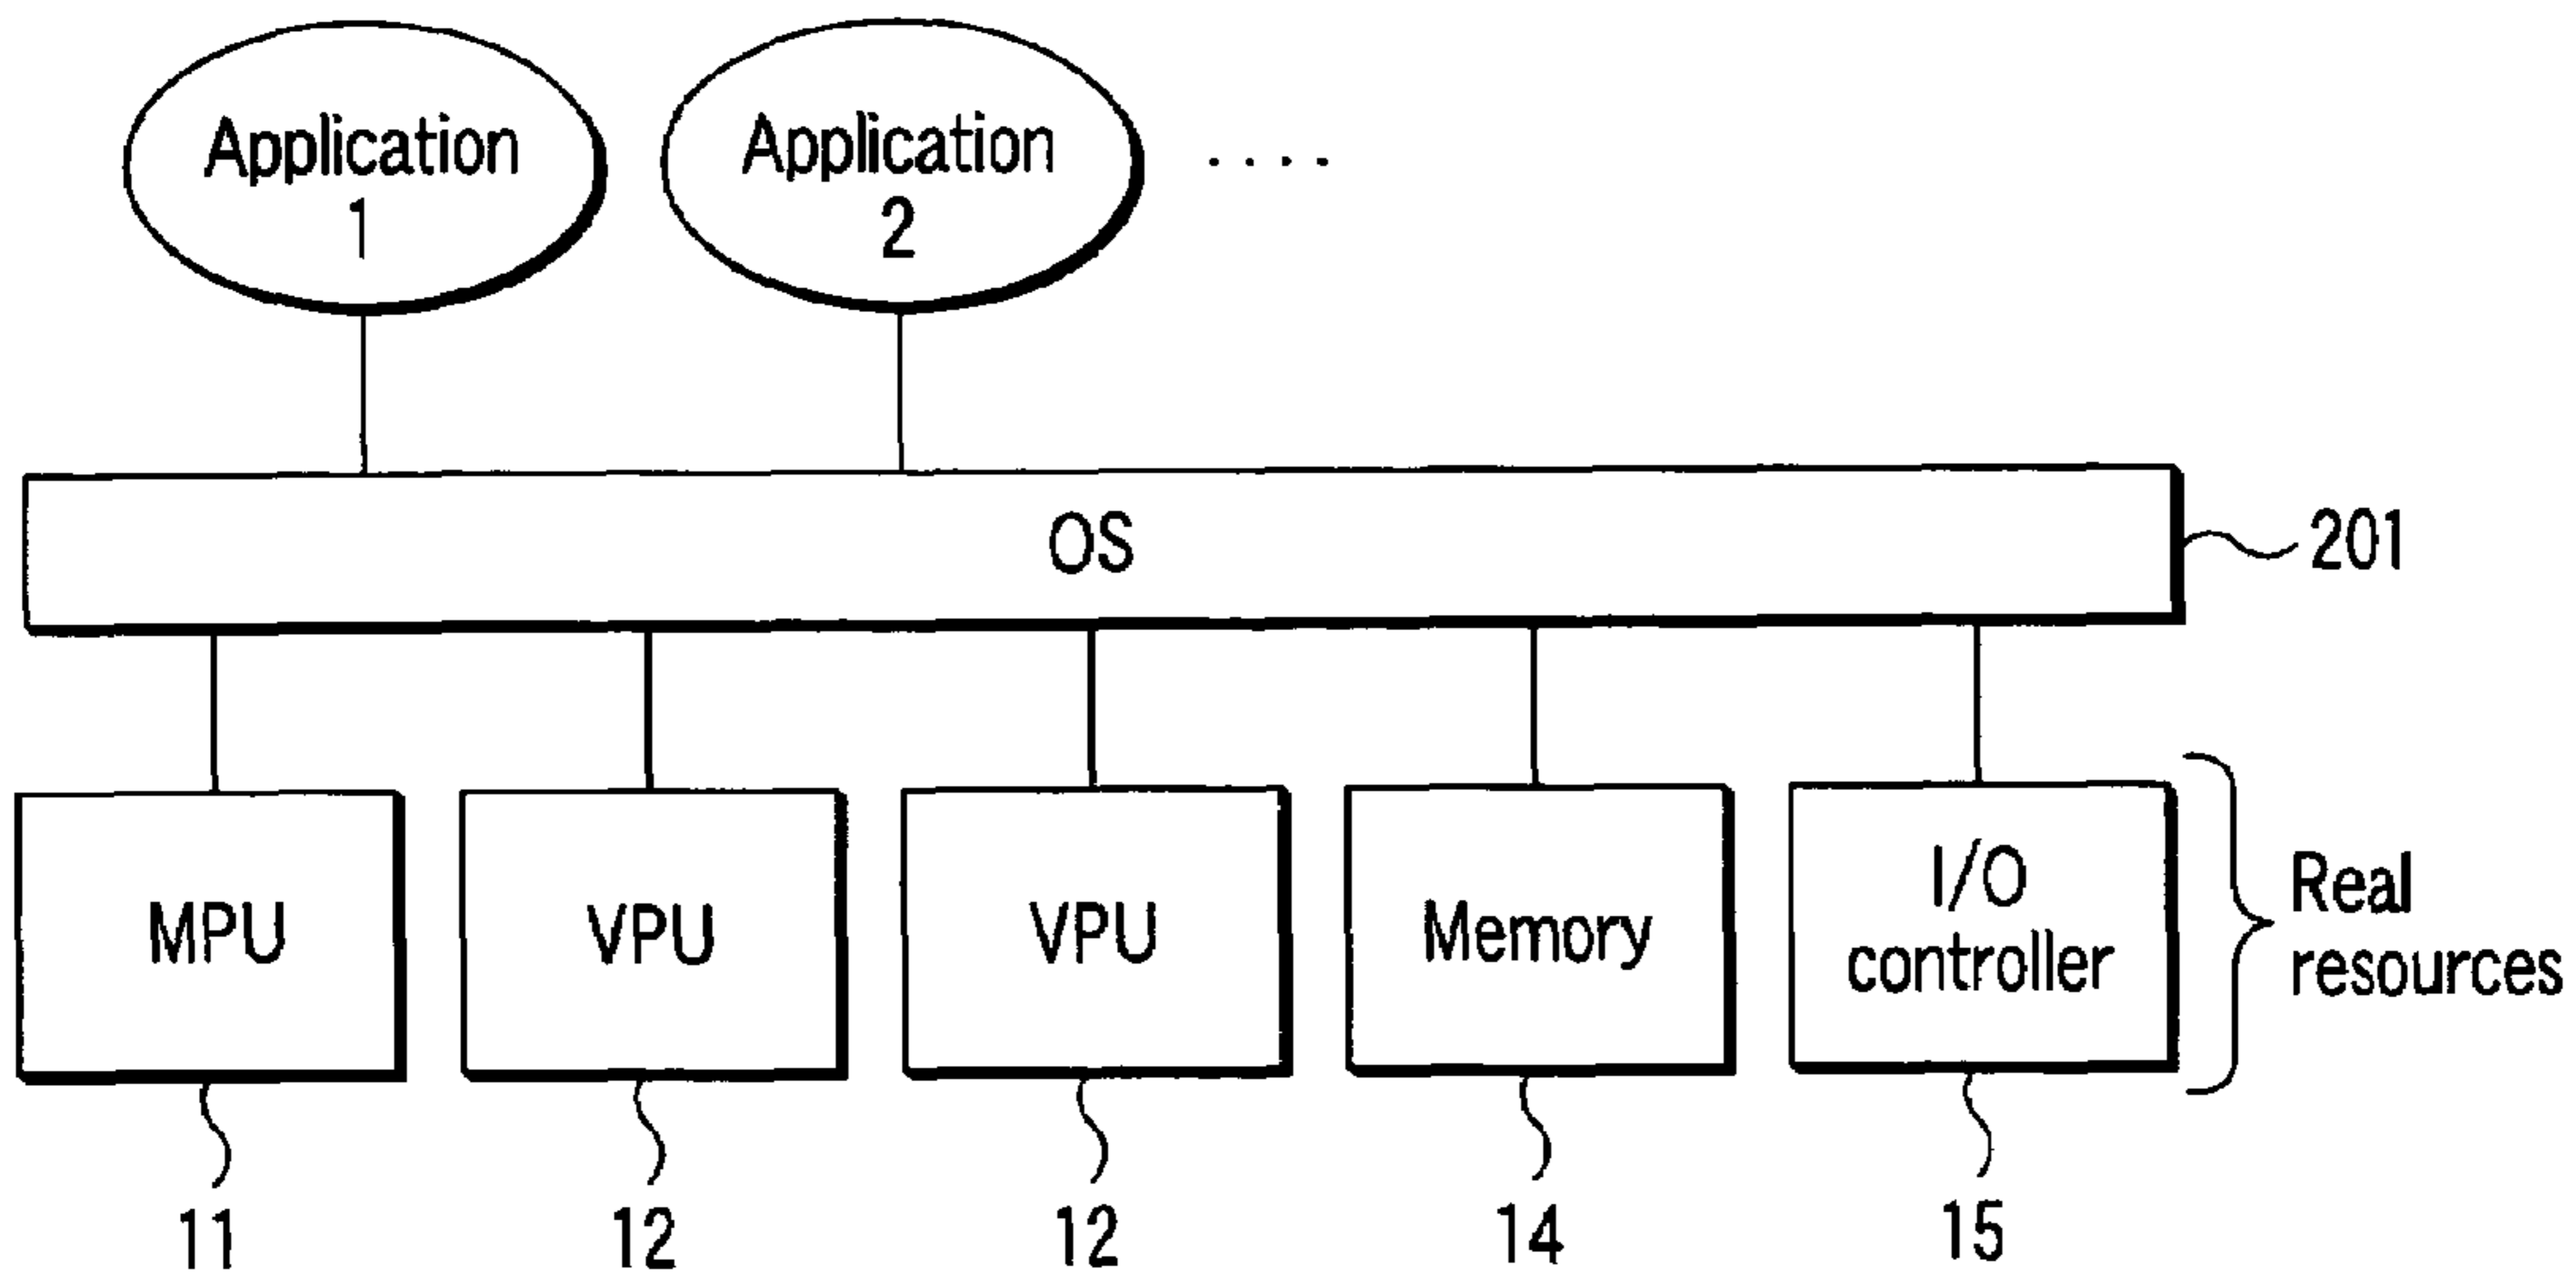 Application
1
Application
2
....
OS
201
MPU
VPU
VPU
Memory
I/O
controller
Real
resources
11
12
12
14
15